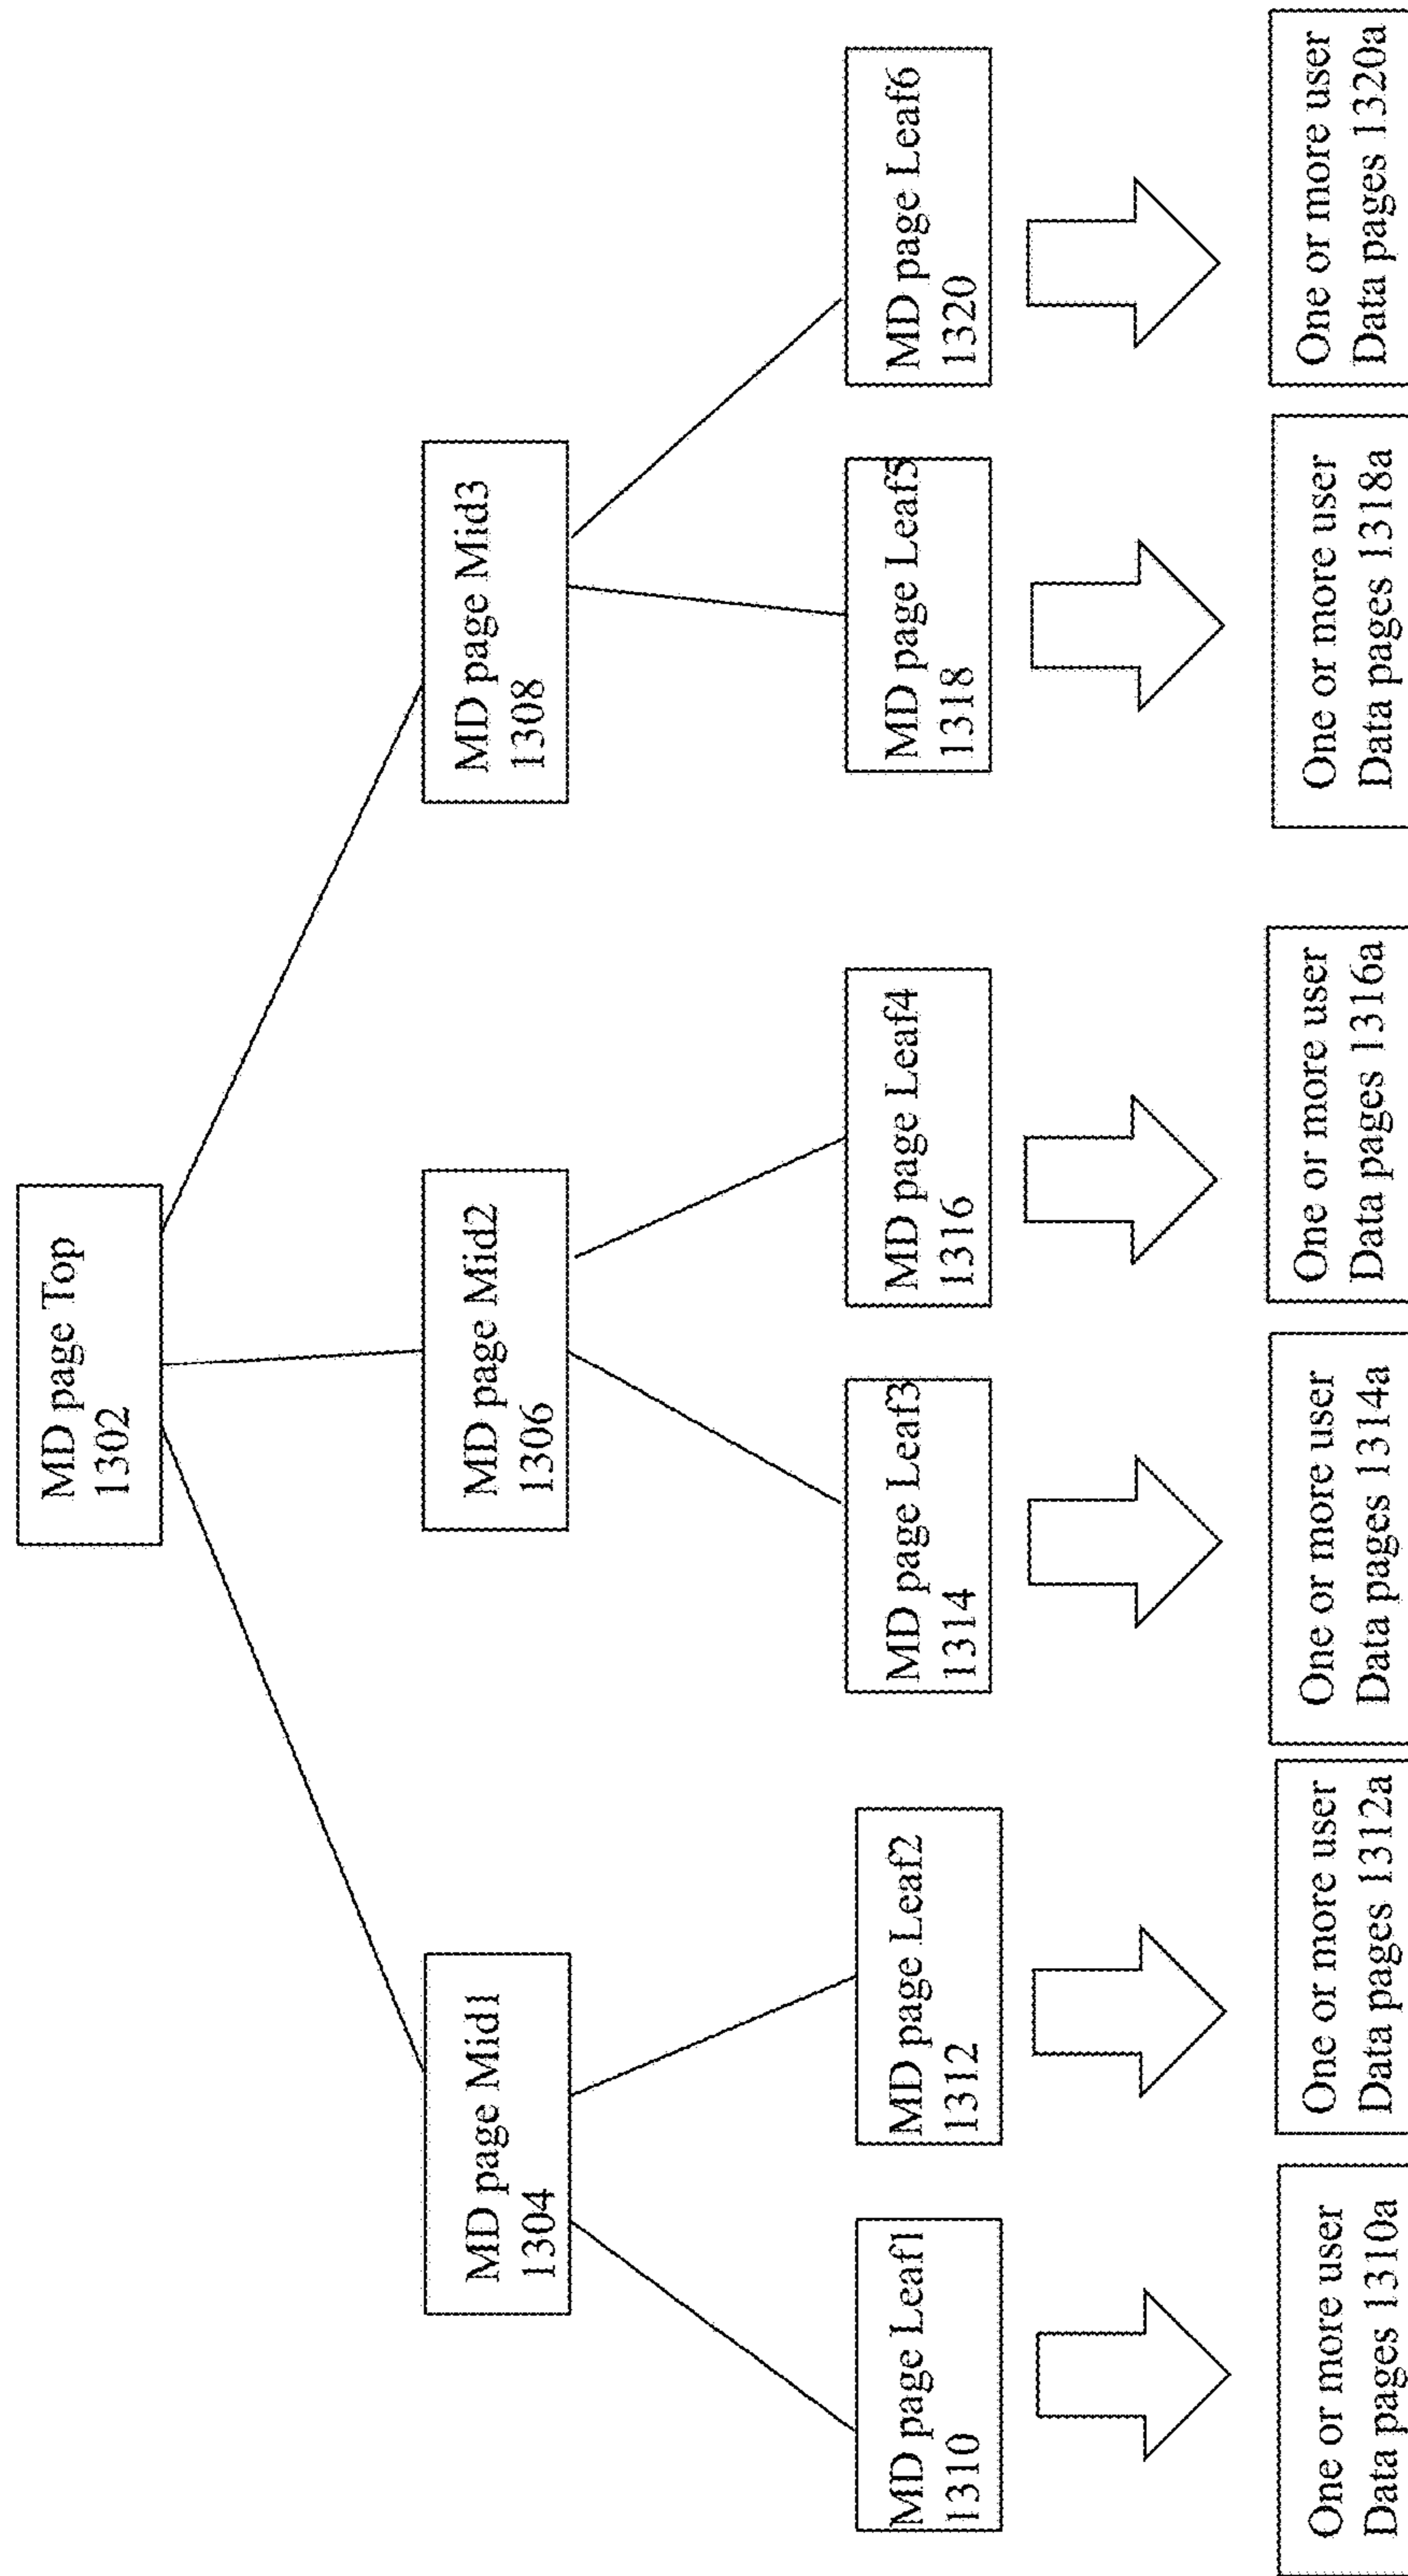 MD page Top
1302
MD page Mid1
1304
MD page Mid2
1306
MD page Mid3
1308
MD page Leaf1
1310
MD page Leaf2
1312
MD page Leaf3
1314
MD page Leaf4
1316
MD page Leaf5
1318
MD page Leaf6
1320
One or more user
Data pages 1310a
One or more user
Data pages 1312a
One or more user
Data pages 1314a
One or more user
Data pages 1316a
One or more user
Data pages 1318a
One or more user
Data pages 1320a